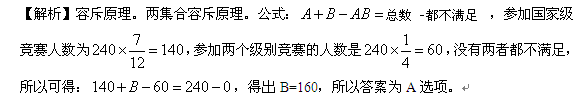 【解析】容斥原理。两集合容斥原理。公式：A+B-AB=总数 -都不满足 ，参加国家级
竞赛人数为240×7/12=140，参加两个级别竞赛的人数是240×1/4=60，没有两者都不满足，
所以可得：140+B-60=240-0，得出 B=160，所以答案为 A 选项。